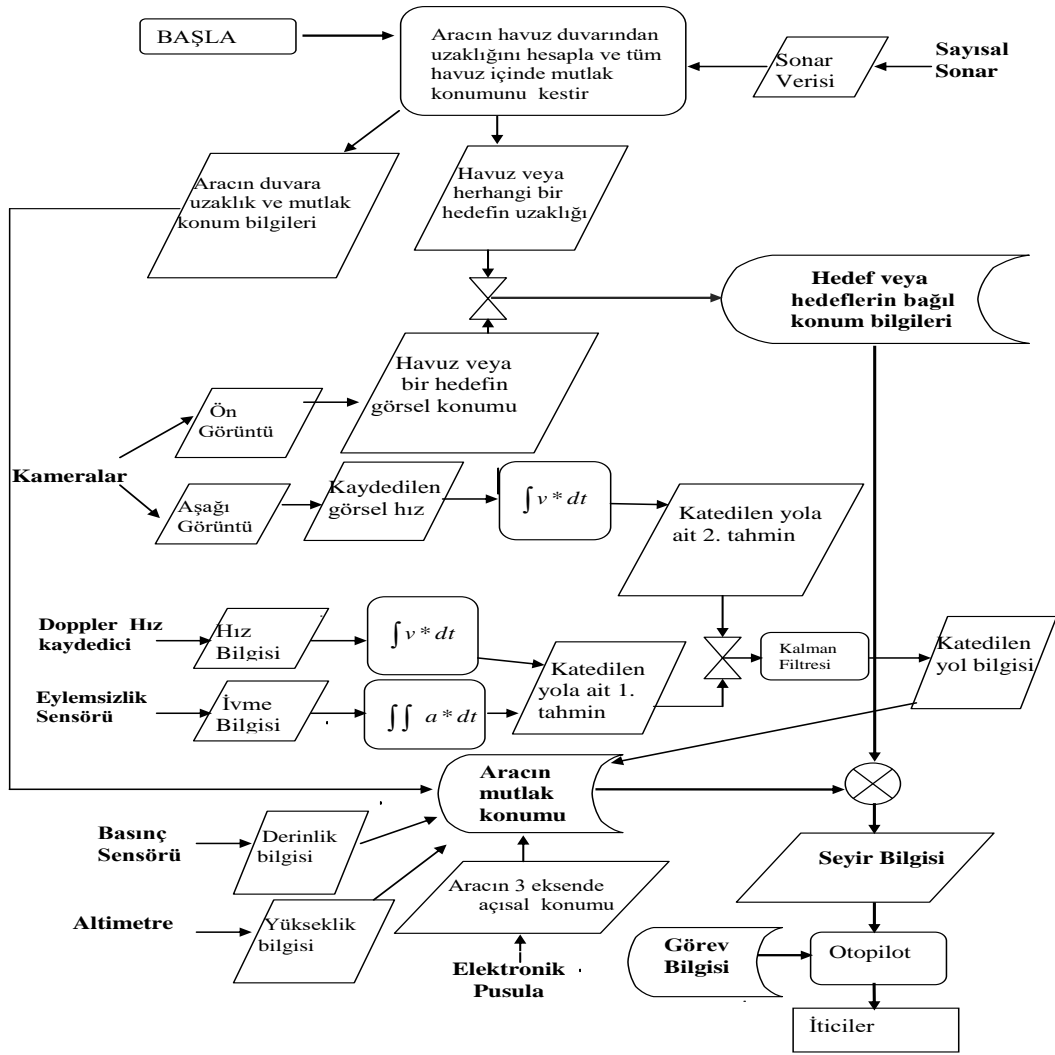 BAŞLA
Aracın havuz duvarından
uzaklığını hesapla ve tüm
havuz içinde mutlak
konumunu kestir
Sonar
Verisi
Sayısal
Sonar
Aracın duvara
uzaklık ve mutlak
konum bilgileri
Havuz veya
herhangi bir
hedefin uzaklığı
Hedef veya
hedeflerin bağıl
konum bilgileri
Havuz veya
bir hedefin
görsel konumu
Ön
Görüntü
Kameralar
Aşağı
Görüntü
Kaydedilen
görsel hız
∫ v * dt
Katedilen yola
ait 2. tahmin
Doppler Hız
kaydedici
Hız
Bilgisi
∫ v * dt
Katedilen
yola ait 1.
tahmin
Kalman
Filtresi
Katedilen
yol bilgisi
Eylemsizlik
Sensörü
İvme
Bilgisi
∫∫ a * dt
Aracın
mutlak
konumu
Basınç
Sensörü
Derinlik
bilgisi
Seyir Bilgisi
Aracın 3 eksende
açısal konumu
Altimetre
Yükseklik
bilgisi
Elektronik
Pusula
Görev
Bilgisi
Otopilot
İticiler